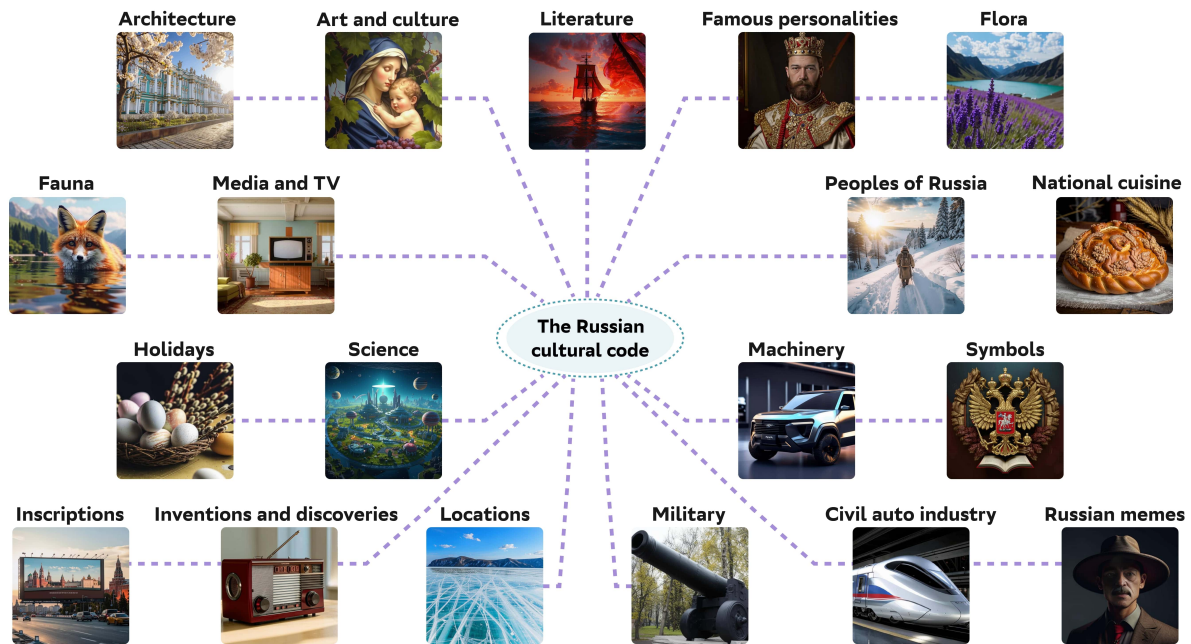 Architecture
Art and culture
Literature
Famous personalities
Flora
Fauna
Media and TV
Peoples of Russia
National cuisine
The Russian
cultural code
Holidays
Science
Machinery
Symbols
Inscriptions
Inventions and discoveries
Locations
Military
Civil auto industry
Russian memes